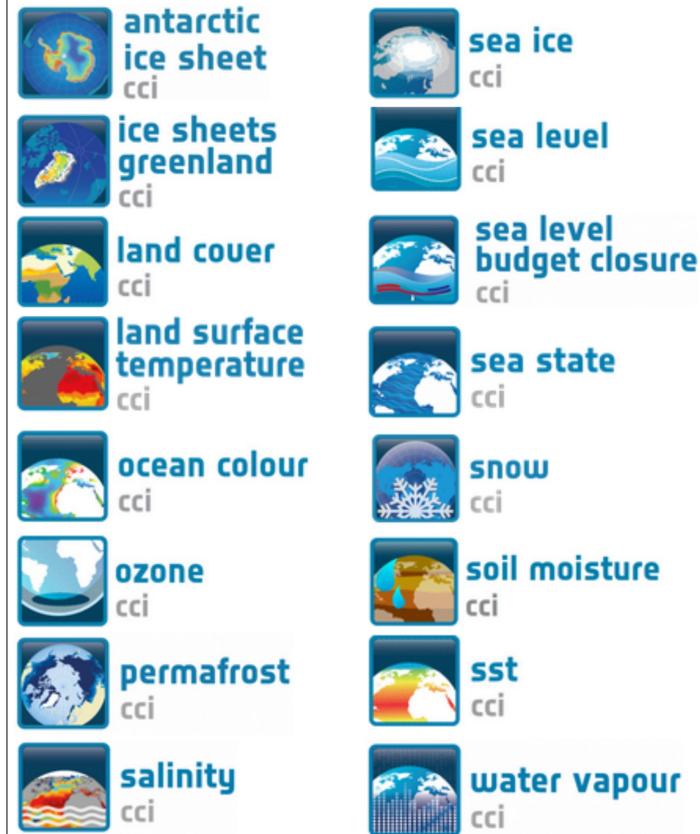 antarctic
ice sheet
cci
ice sheets
greenland
cci
land cover
cci
land surface
temperature
cci
ocean colour
cci
ozone
cci
permafrost
cci
salinity
cci
sea ice
cci
sea level
cci
sea level
budget closure
cci
sea state
cci
snow
cci
soil moisture
cci
sst
cci
water vapour
cci